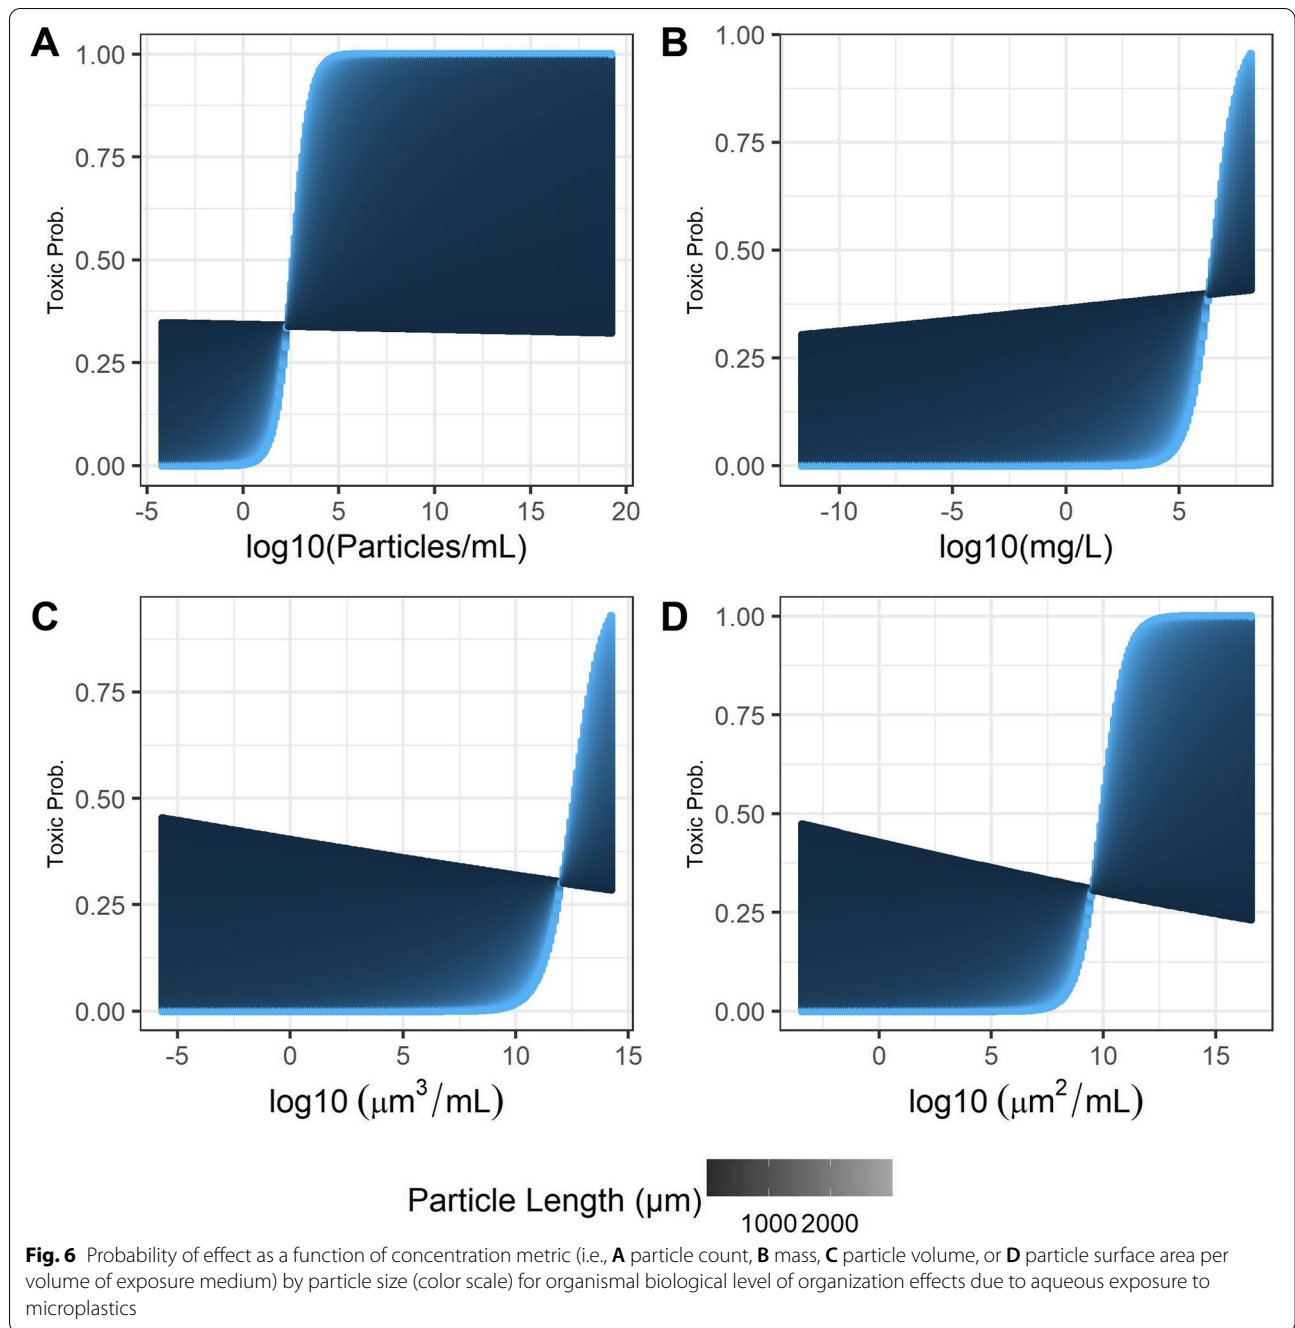 A
1.00
0.75
0.50
0.25
0.00
Toxic Prob.
-5 0 5 10 15 20
log10(Particles/mL)
B
1.00
0.75
0.50
0.25
0.00
Toxic Prob.
-10 -5 0 5
log10(mg/L)
C
0.75
0.50
0.25
0.00
Toxic Prob.
-5 0 5 10 15
log10 (μm³/mL)
D
1.00
0.75
0.50
0.25
0.00
Toxic Prob.
0 5 10 15
log10 (μm²/mL)
Particle Length (μm)
1000 2000
Fig. 6 Probability of effect as a function of concentration metric (i.e., A particle count, B mass, C particle volume, or D particle surface area per
volume of exposure medium) by particle size (color scale) for organismal biological level of organization effects due to aqueous exposure to
microplastics